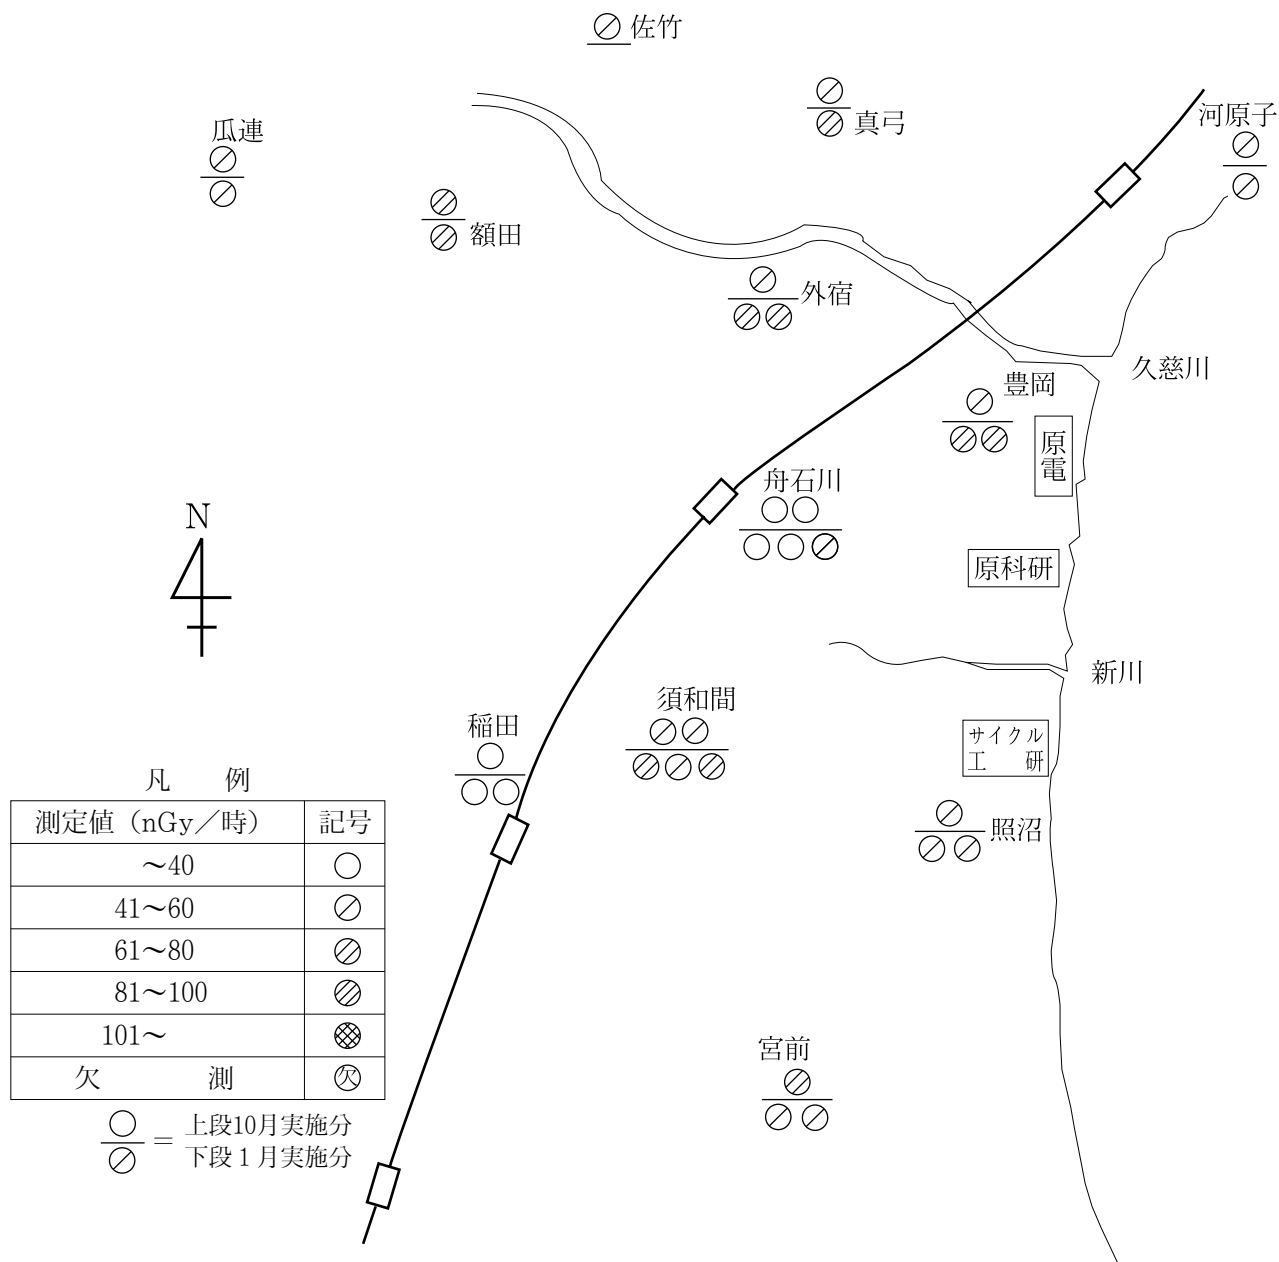 佐竹
真弓
河原子
瓜連
額田
外宿
久慈川
豊岡
原電
舟石川
N
原科研
新川
須和間
稲田
サイクル
工 研
照沼
凡 例
測定値（nGy／時） 記号
～40
41～60
61～80
81～100
101～
欠 測 欠
宮前
＝ 上段10月実施分
下段１月実施分